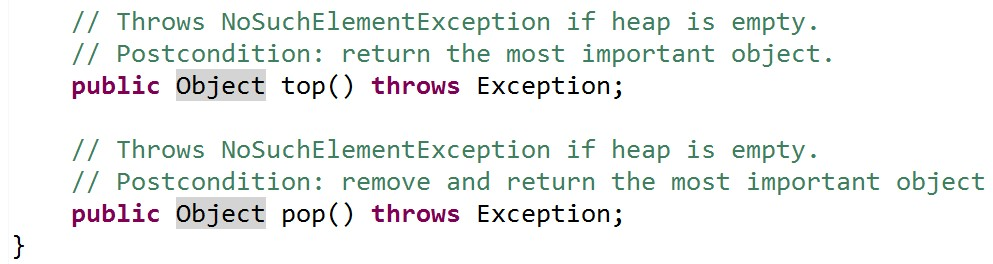 // Throws NoSuchElementException if heap is empty.
// Postcondition: return the most important object.
public Object top() throws Exception;
// Throws NoSuchElementException if heap is empty.
// Postcondition: remove and return the most important object
public Object pop() throws Exception;
}